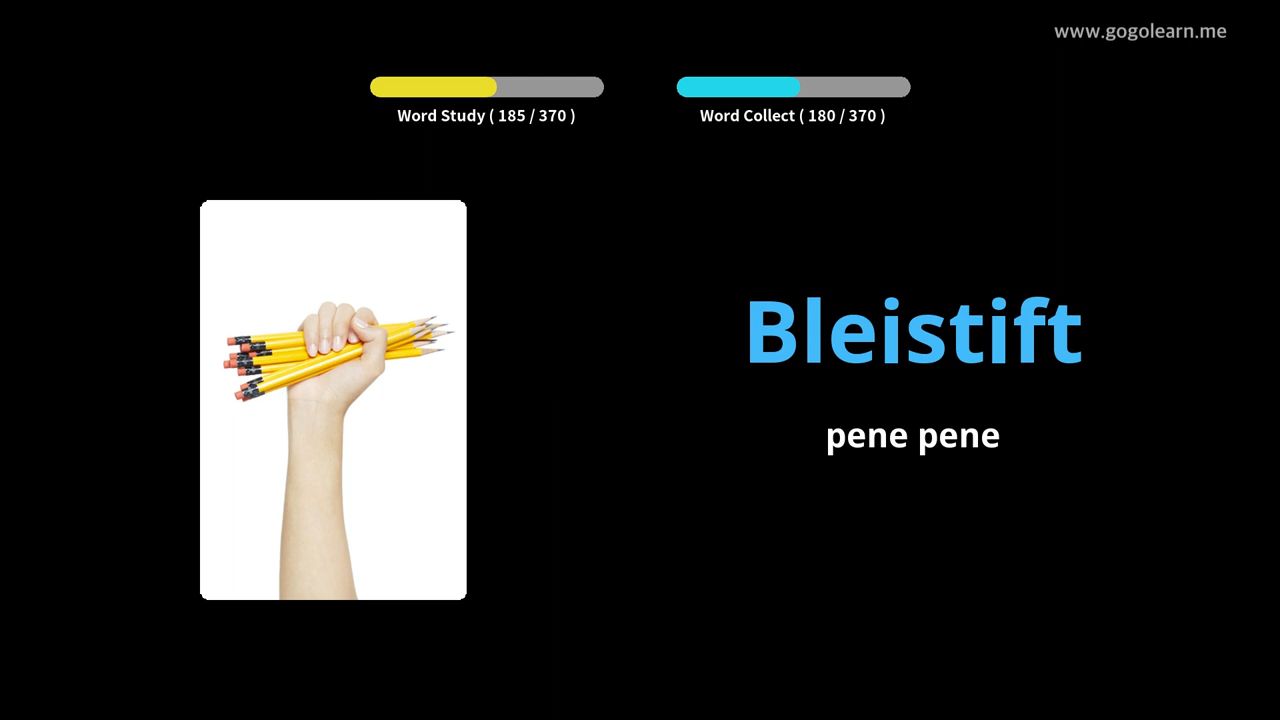 www.gogolearn.me
Word Study ( 185 / 370 )
Word Collect ( 180 / 370 )
Bleistift
pene pene